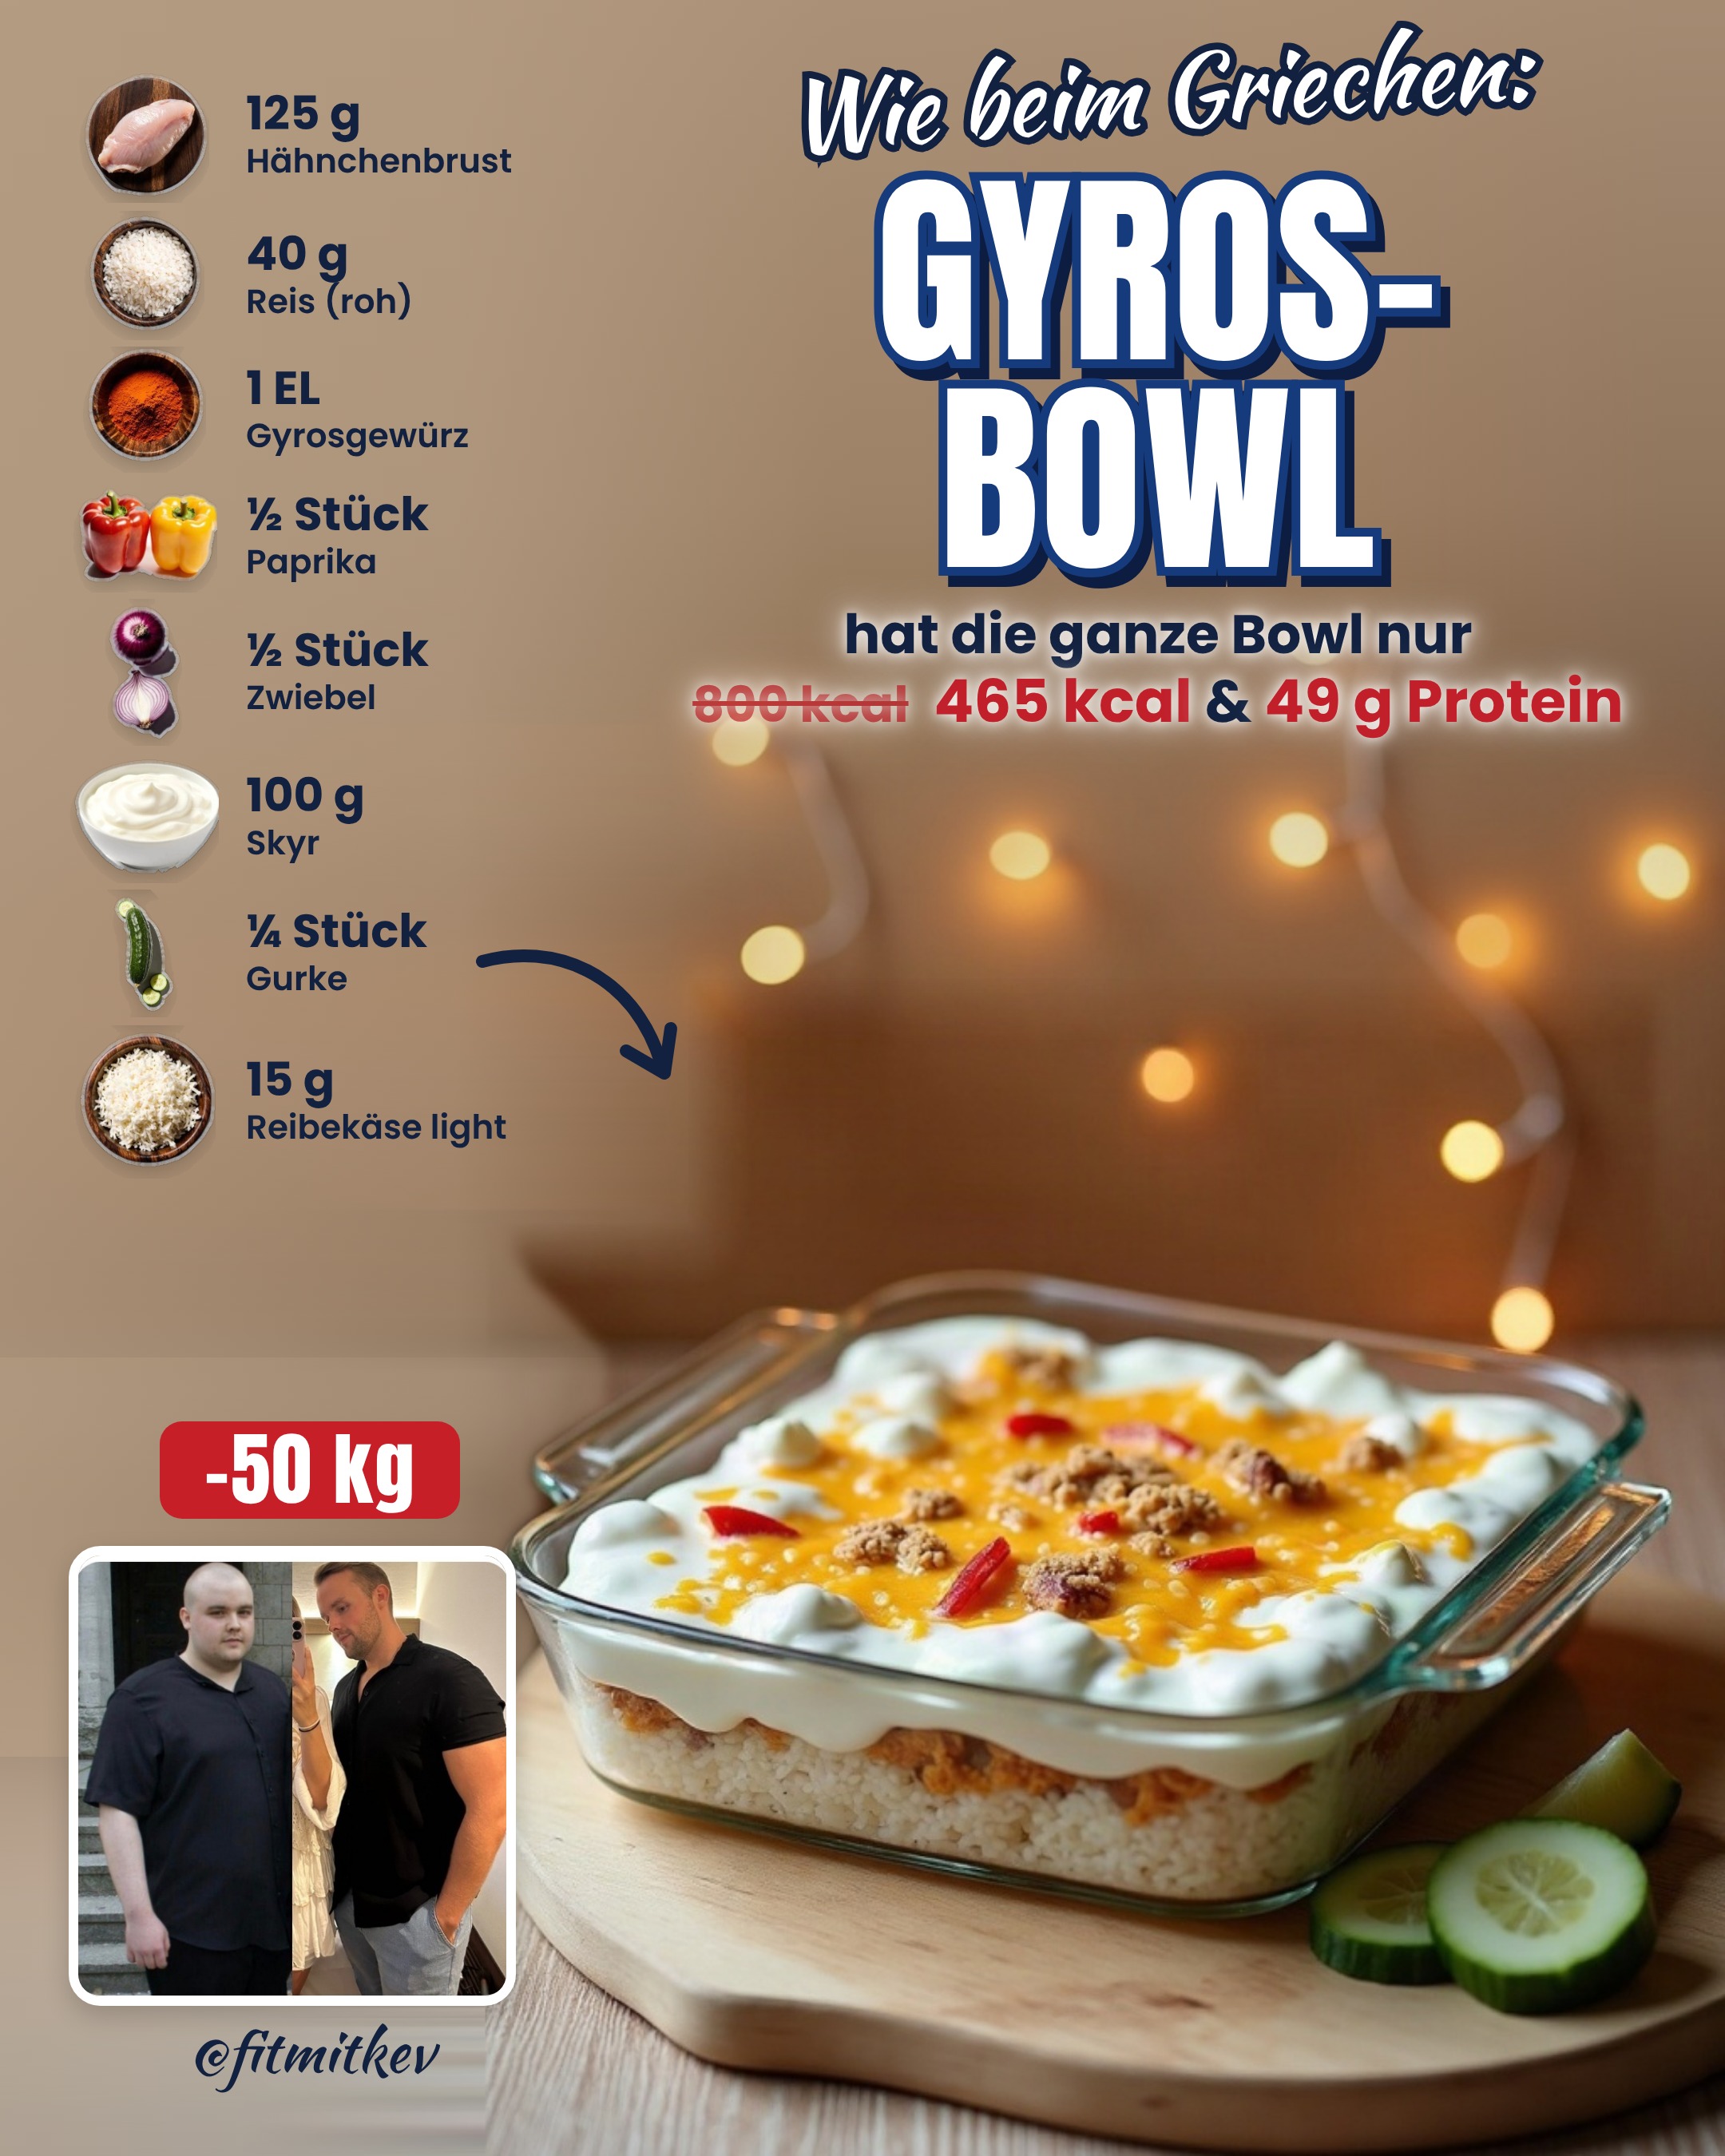 Wie beim Griechen:
GYROS-
BOWL
hat die ganze Bowl nur
800 kcal 465 kcal & 49 g Protein
125 g
Hähnchenbrust
40 g
Reis (roh)
1 EL
Gyrosgewürz
½ Stück
Paprika
½ Stück
Zwiebel
100 g
Skyr
¼ Stück
Gurke
15 g
Reibekäse light
-50 kg
@fitmitkev